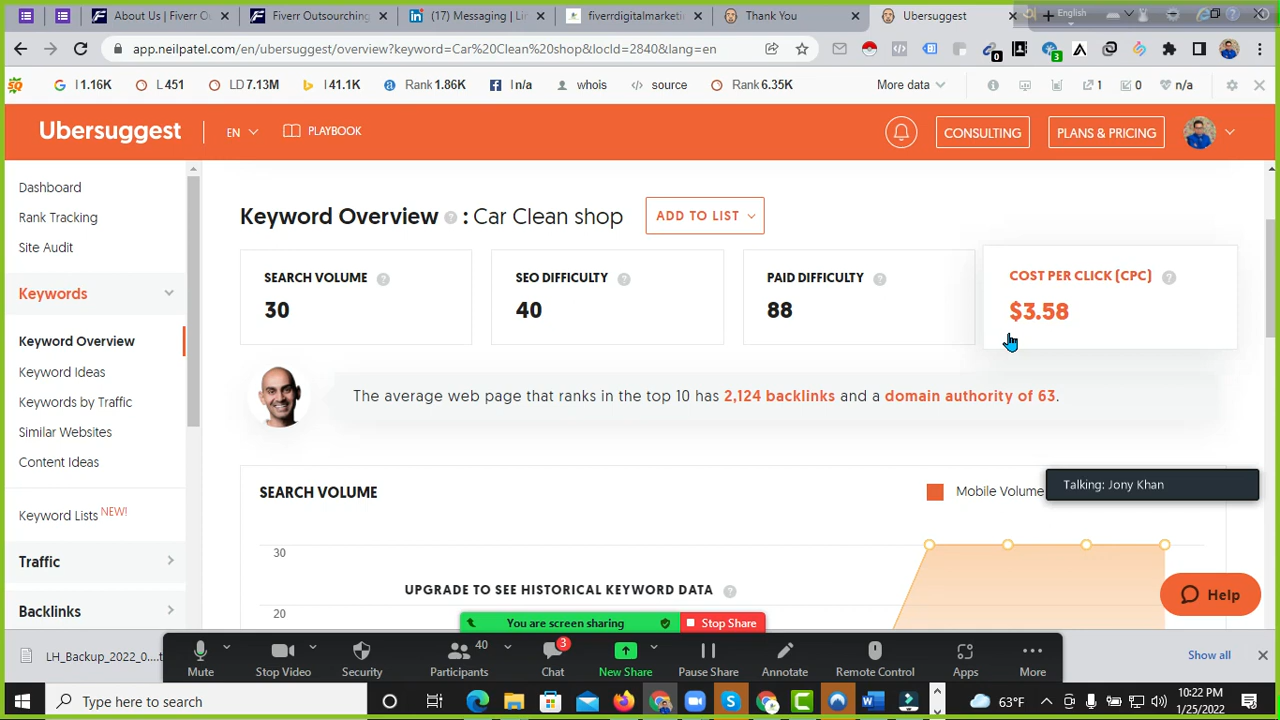 About Us | Fiverr O
Fiverr Outsourching
(17) Messaging | Li
fiverrdigitalmarketi
Thank You
Ubersuggest
English
app.neilpatel.com/en/ubersuggest/overview?keyword=Car%20Clean%20shop&locId=2840&lang=en
0
3
SQ
I 1.16K
L 451
LD 7.13M
I 41.1K
Rank 1.86K
I n/a
whois
source
Rank 6.35K
More data
1
0
n/a
Ubersuggest
EN
PLAYBOOK
CONSULTING
PLANS & PRICING
Dashboard
Rank Tracking
Site Audit
Keywords
Keyword Overview
Keyword Ideas
Keywords by Traffic
Similar Websites
Content Ideas
Keyword Lists NEW!
Traffic
Backlinks
Keyword Overview ? : Car Clean shop
ADD TO LIST
SEARCH VOLUME ?
30
SEO DIFFICULTY ?
40
PAID DIFFICULTY ?
88
COST PER CLICK (CPC) ?
$3.58
The average web page that ranks in the top 10 has 2,124 backlinks and a domain authority of 63.
SEARCH VOLUME
Mobile Volume
Talking: Jony Khan
30
UPGRADE TO SEE HISTORICAL KEYWORD DATA ?
20
Help
You are screen sharing
Stop Share
LH_Backup_2022_0....t
Mute
Stop Video
Security
40
Participants
3
Chat
New Share
Pause Share
Annotate
Remote Control
Apps
More
Show all
Type here to search
63°F
10:22 PM
1/25/2022